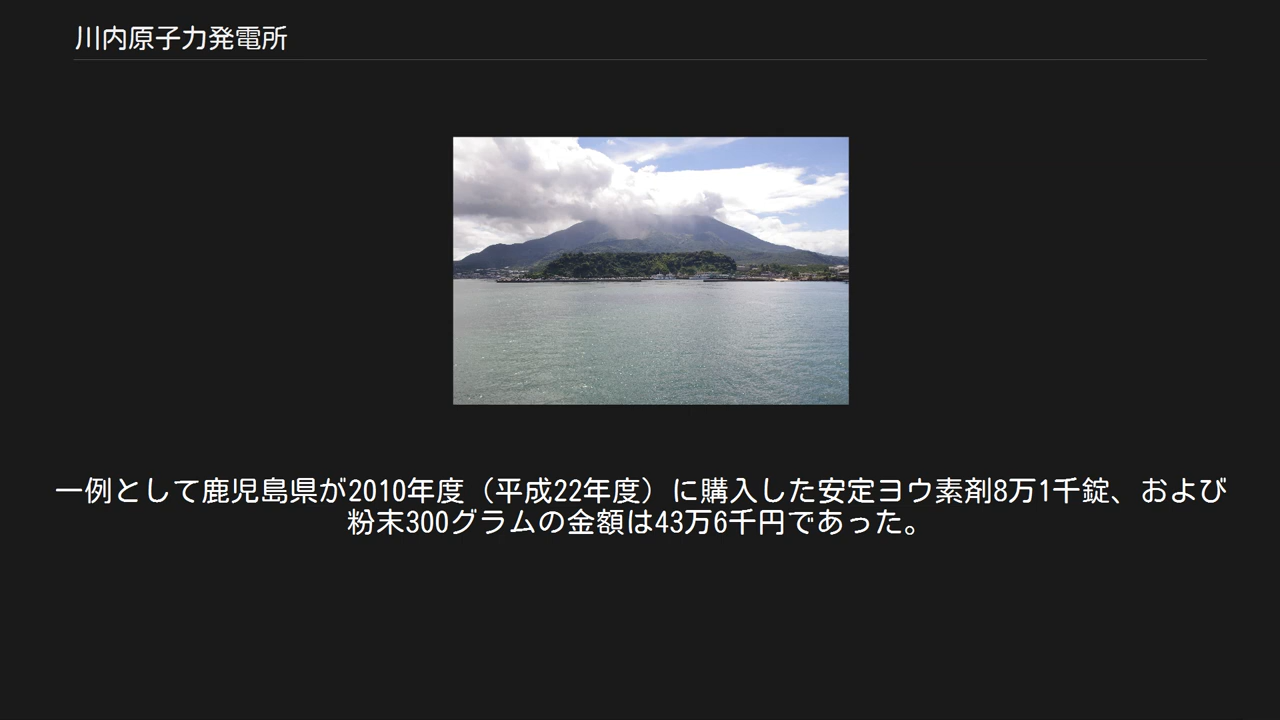 川内原子力発電所
一例として鹿児島県が2010年度（平成22年度）に購入した安定ヨウ素剤8万1千錠、および
粉末300グラムの金額は43万6千円であった。